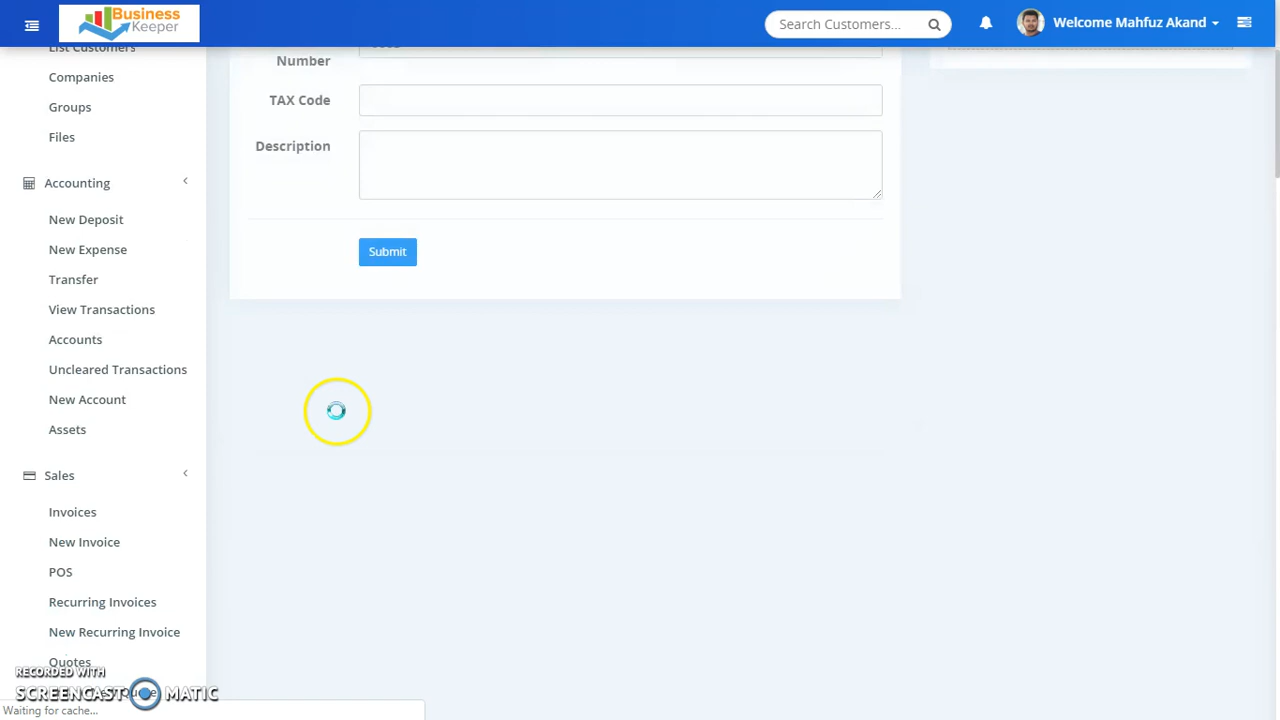 Business
Keeper
Search Customers...
Welcome Mahfuz Akand
List Customers
Companies
Groups
Files
Accounting
New Deposit
New Expense
Transfer
View Transactions
Accounts
Uncleared Transactions
New Account
Assets
Sales
Invoices
New Invoice
POS
Recurring Invoices
New Recurring Invoice
Quotes
Number
TAX Code
Description
Submit
RECORDED WITH
SCREENCAST MATIC
Waiting for cache...